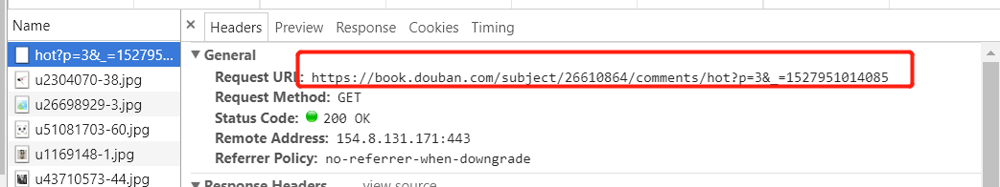 Name
hot?p=3&_=152795...
u2304070-38.jpg
u26698929-3.jpg
u51081703-60.jpg
u1169148-1.jpg
u43710573-44.jpg
× Headers Preview Response Cookies Timing
▼ General
Request URL: https://book.douban.com/subject/26610864/comments/hot?p=3&_=1527951014085
Request Method: GET
Status Code: 200 OK
Remote Address: 154.8.131.171:443
Referrer Policy: no-referrer-when-downgrade
▼ Response Headers view source